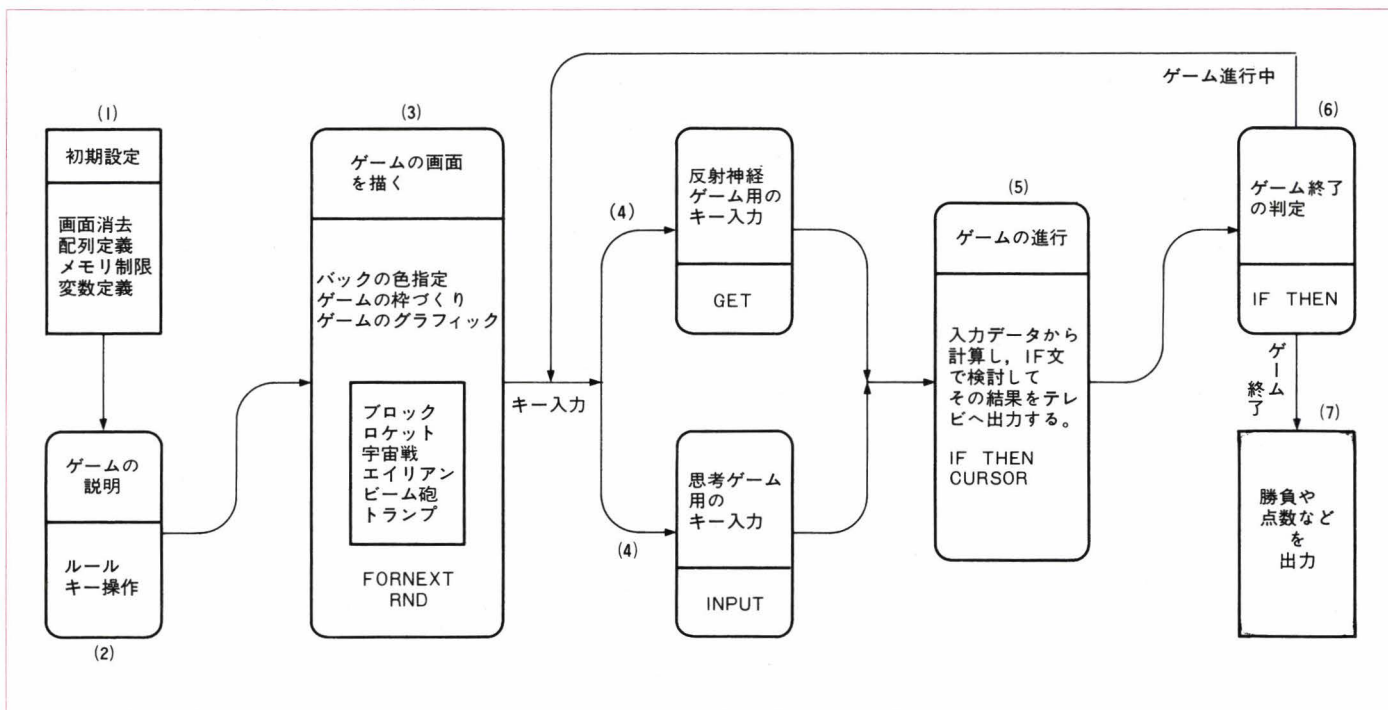 (1)
初期設定
画面消去
配列定義
メモリ制限
変数定義
ゲームの
説明
ルール
キー操作
(2)
(3)
ゲームの画面
を描く
バックの色指定
ゲームの枠づくり
ゲームのグラフィック
ブロック
ロケット
宇宙戦
エイリアン
ビーム砲
トランプ
FORNEXT
RND
キー入力
(4)
反射神経
ゲーム用の
キー入力
GET
(4)
思考ゲーム
用の
キー入力
INPUT
(5)
ゲームの進行
入力データから
計算し，IF文
で検討して
その結果をテレ
ビへ出力する。
IF THEN
CURSOR
ゲーム進行中
(6)
ゲーム終了
の判定
IF THEN
ゲーム
終了
(7)
勝負や
点数など
を
出力